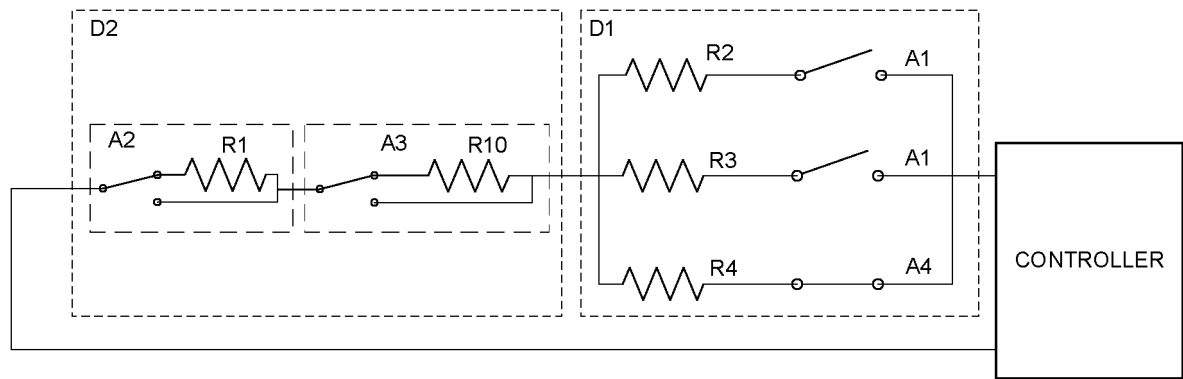 D2
D1
R2
A1
A2
R1
A3
R10
R3
A1
R4
A4
CONTROLLER